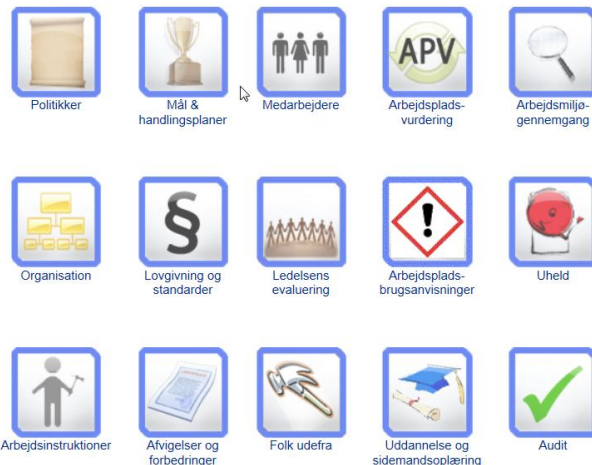 APV
Politikker
Mål &
handlingsplaner
Medarbejdere
Arbejdsplads-
vurdering
Arbejdsmiljø-
gennemgang
§
Organisation
Lovgivning og
standarder
Ledelsens
evaluering
Arbejdsplads-
brugsanvisninger
Uheld
Arbejdsinstruktioner
Afvigelser og
forbedringer
Folk udefra
Uddannelse og
sidemandsoplæring
Audit